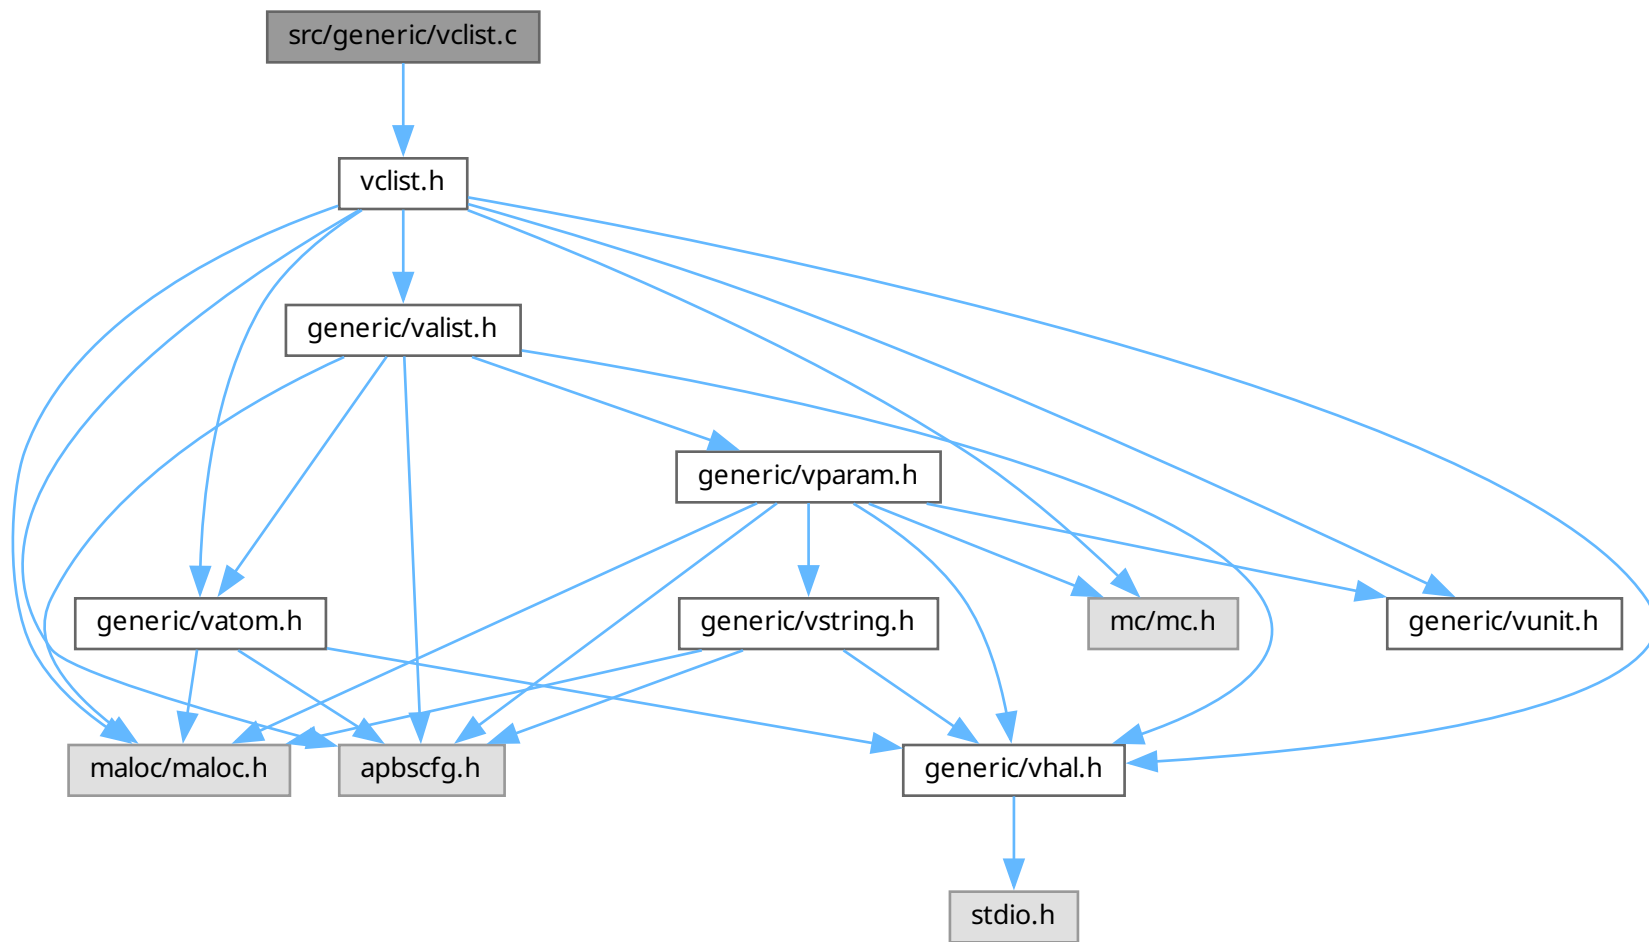 src/generic/vclist.c
vclist.h
generic/valist.h
generic/vparam.h
generic/vatom.h
generic/vstring.h
mc/mc.h
generic/vunit.h
maloc/maloc.h
apbscfg.h
generic/vhal.h
stdio.h